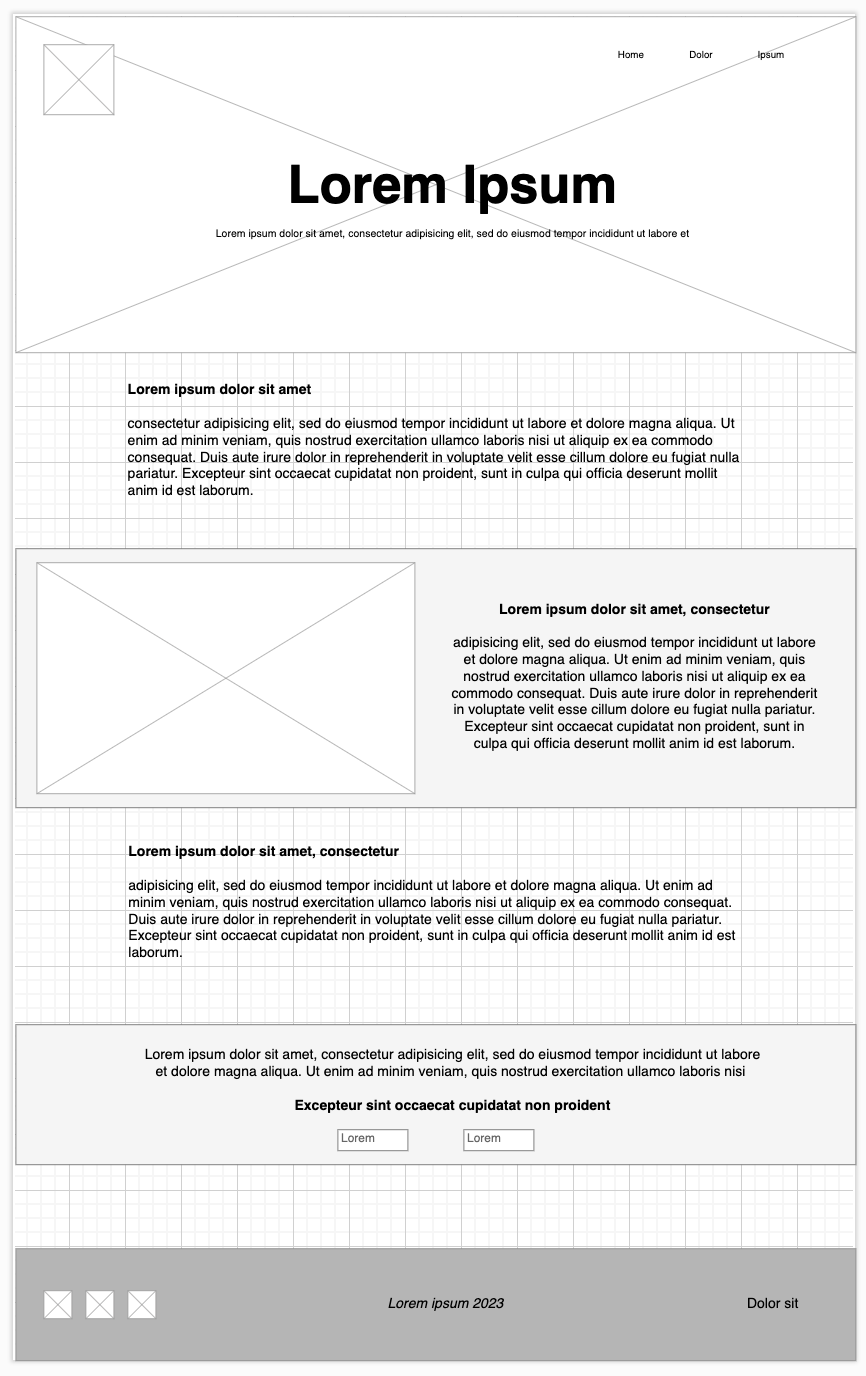 Home Dolor Ipsum
Lorem Ipsum
Lorem ipsum dolor sit amet, consectetur adipisicing elit, sed do eiusmod tempor incididunt ut labore et
Lorem ipsum dolor sit amet
consectetur adipisicing elit, sed do eiusmod tempor incididunt ut labore et dolore magna aliqua. Ut
enim ad minim veniam, quis nostrud exercitation ullamco laboris nisi ut aliquip ex ea commodo
consequat. Duis aute irure dolor in reprehenderit in voluptate velit esse cillum dolore eu fugiat nulla
pariatur. Excepteur sint occaecat cupidatat non proident, sunt in culpa qui officia deserunt mollit
anim id est laborum.
Lorem ipsum dolor sit amet, consectetur
adipisicing elit, sed do eiusmod tempor incididunt ut labore
et dolore magna aliqua. Ut enim ad minim veniam, quis
nostrud exercitation ullamco laboris nisi ut aliquip ex ea
commodo consequat. Duis aute irure dolor in reprehenderit
in voluptate velit esse cillum dolore eu fugiat nulla pariatur.
Excepteur sint occaecat cupidatat non proident, sunt in
culpa qui officia deserunt mollit anim id est laborum.
Lorem ipsum dolor sit amet, consectetur
adipisicing elit, sed do eiusmod tempor incididunt ut labore et dolore magna aliqua. Ut enim ad
minim veniam, quis nostrud exercitation ullamco laboris nisi ut aliquip ex ea commodo consequat.
Duis aute irure dolor in reprehenderit in voluptate velit esse cillum dolore eu fugiat nulla pariatur.
Excepteur sint occaecat cupidatat non proident, sunt in culpa qui officia deserunt mollit anim id est
laborum.
Lorem ipsum dolor sit amet, consectetur adipisicing elit, sed do eiusmod tempor incididunt ut labore
et dolore magna aliqua. Ut enim ad minim veniam, quis nostrud exercitation ullamco laboris nisi
Excepteur sint occaecat cupidatat non proident
Lorem Lorem
Lorem ipsum 2023 Dolor sit